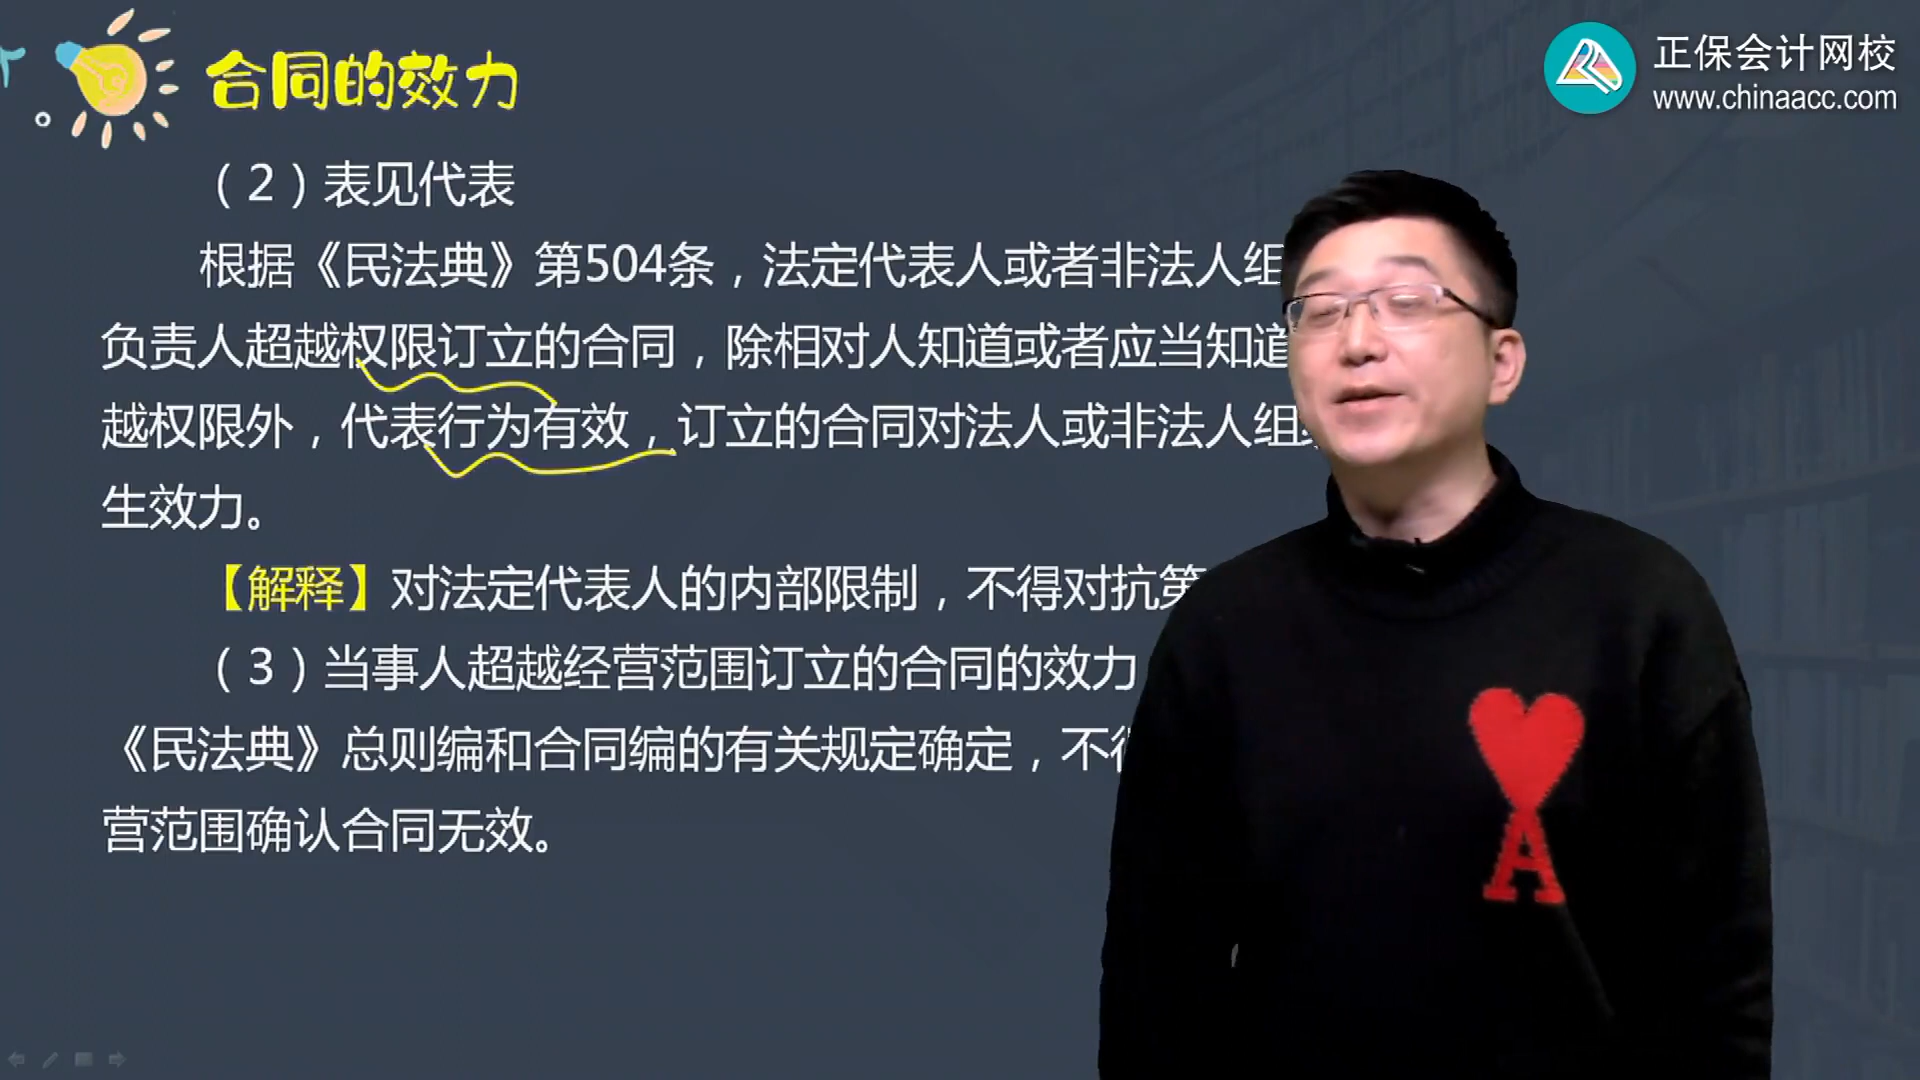 合同的效力
正保会计网校
www.chinaacc.com
（2）表见代表
根据《民法典》第504条，法定代表人或者非法人组
负责人超越权限订立的合同，除相对人知道或者应当知道
越权限外，代表行为有效，订立的合同对法人或非法人组
生效力。
【解释】对法定代表人的内部限制，不得对抗第
（3）当事人超越经营范围订立的合同的效力
《民法典》总则编和合同编的有关规定确定，不
营范围确认合同无效。
A